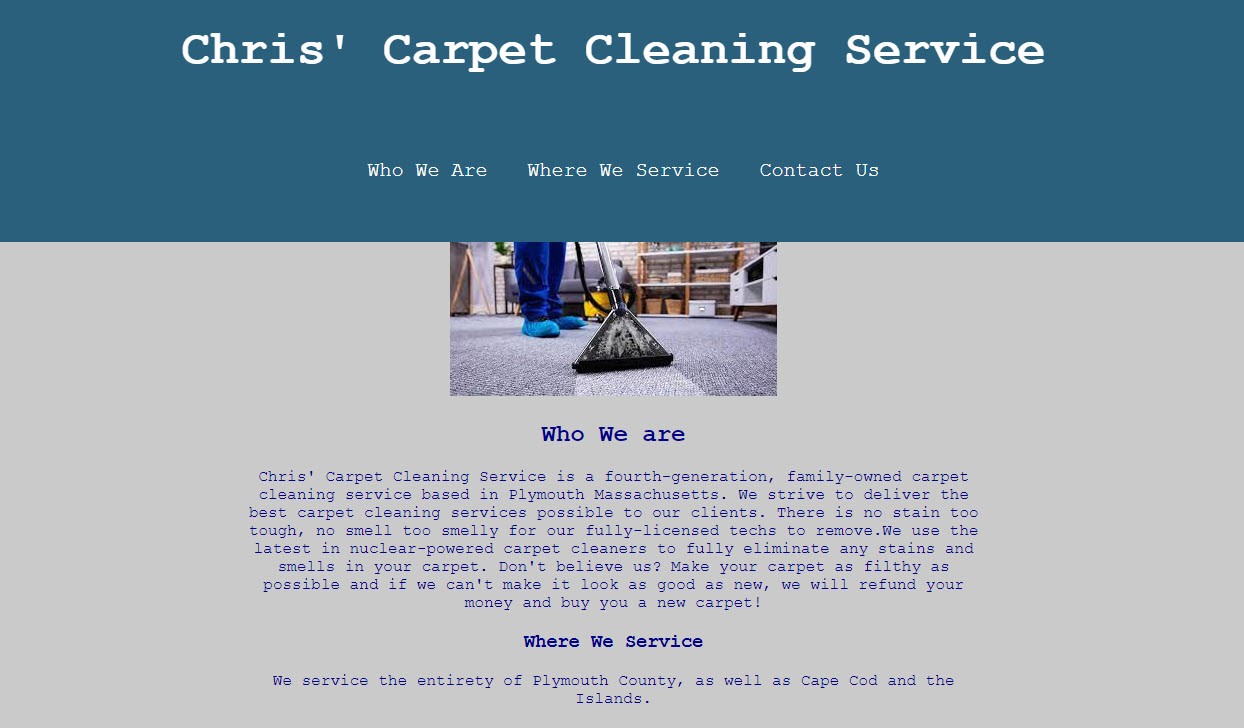 Chris' Carpet Cleaning Service
Who We Are Where We Service Contact Us
Who We are
Chris' Carpet Cleaning Service is a fourth-generation, family-owned carpet
cleaning service based in Plymouth Massachusetts. We strive to deliver the
best carpet cleaning services possible to our clients. There is no stain too
tough, no smell too smelly for our fully-licensed techs to remove.We use the
latest in nuclear-powered carpet cleaners to fully eliminate any stains and
smells in your carpet. Don't believe us? Make your carpet as filthy as
possible and if we can't make it look as good as new, we will refund your
money and buy you a new carpet!
Where We Service
We service the entirety of Plymouth County, as well as Cape Cod and the
Islands.